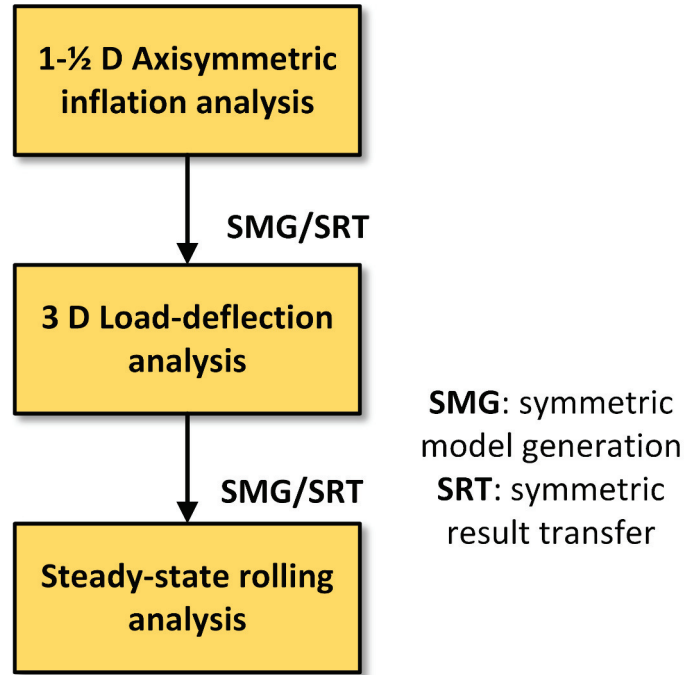 1-½ D Axisymmetric
inflation analysis
SMG/SRT
3 D Load-deflection
analysis
SMG/SRT
Steady-state rolling
analysis
SMG: symmetric
model generation
SRT: symmetric
result transfer